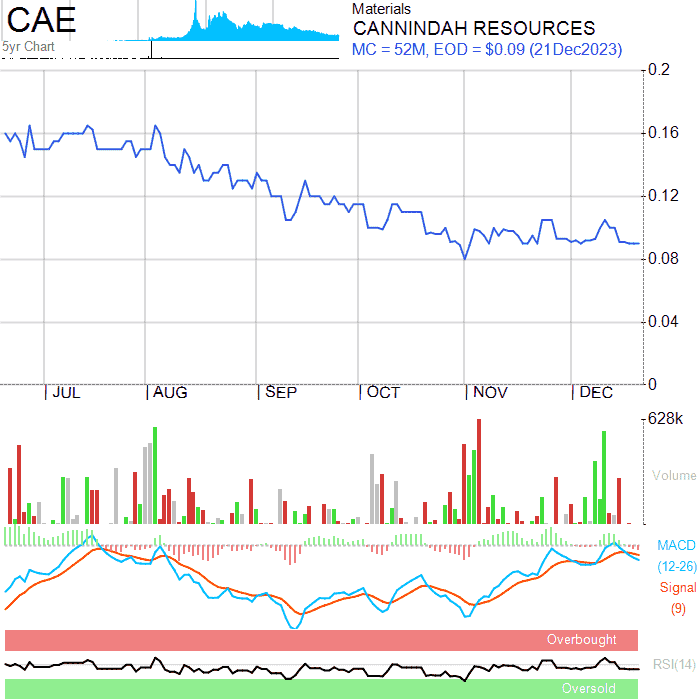 CAE
5yr Chart
Materials
CANNINDAH RESOURCES
MC = 52M, EOD = $0.09 (21Dec2023)
0.2
0.16
0.12
0.08
0.04
0
JUL AUG SEP OCT NOV DEC
628k
Volume
MACD
(12-26)
Signal
(9)
Overbought
RSI(14)
Oversold